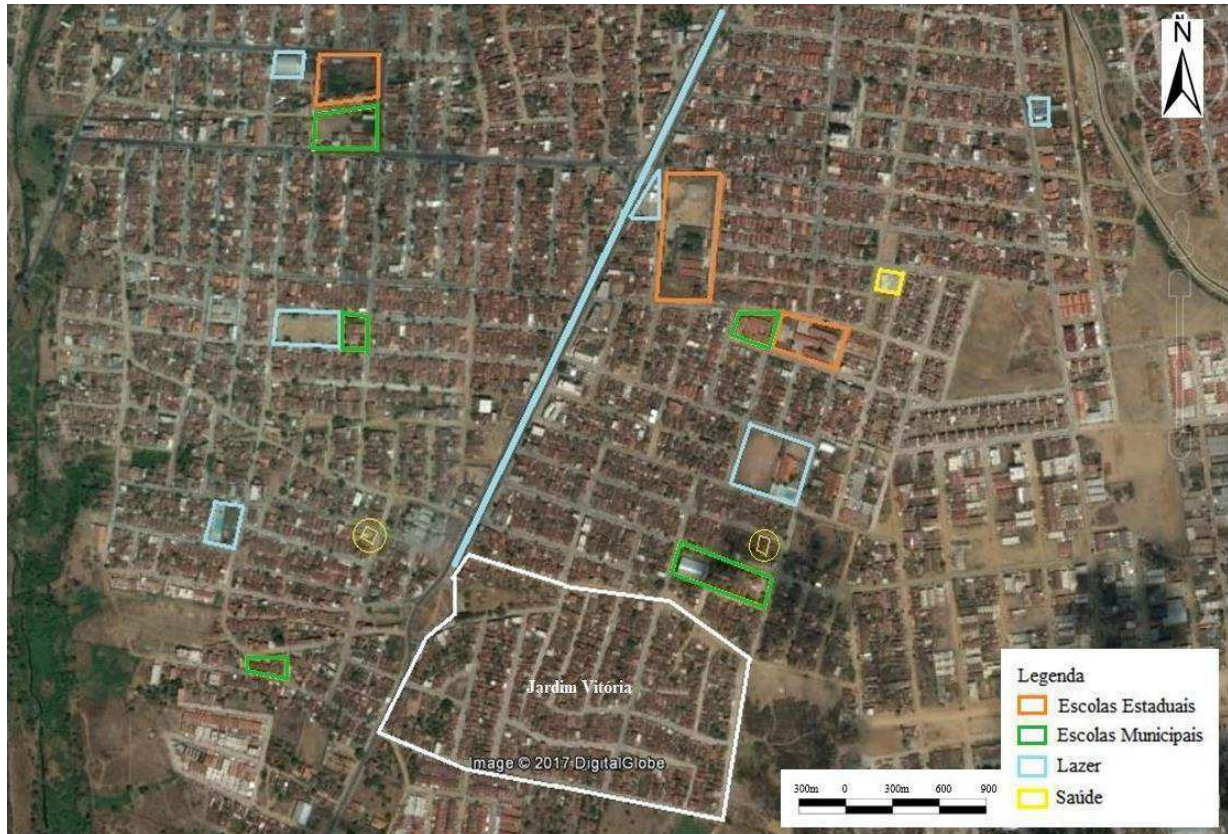 N
Jardim Vitória
Image © 2017 DigitalGlobe
Legenda
Escolas Estaduais
Escolas Municipais
Lazer
Saúde
300m 0 300m 600 900